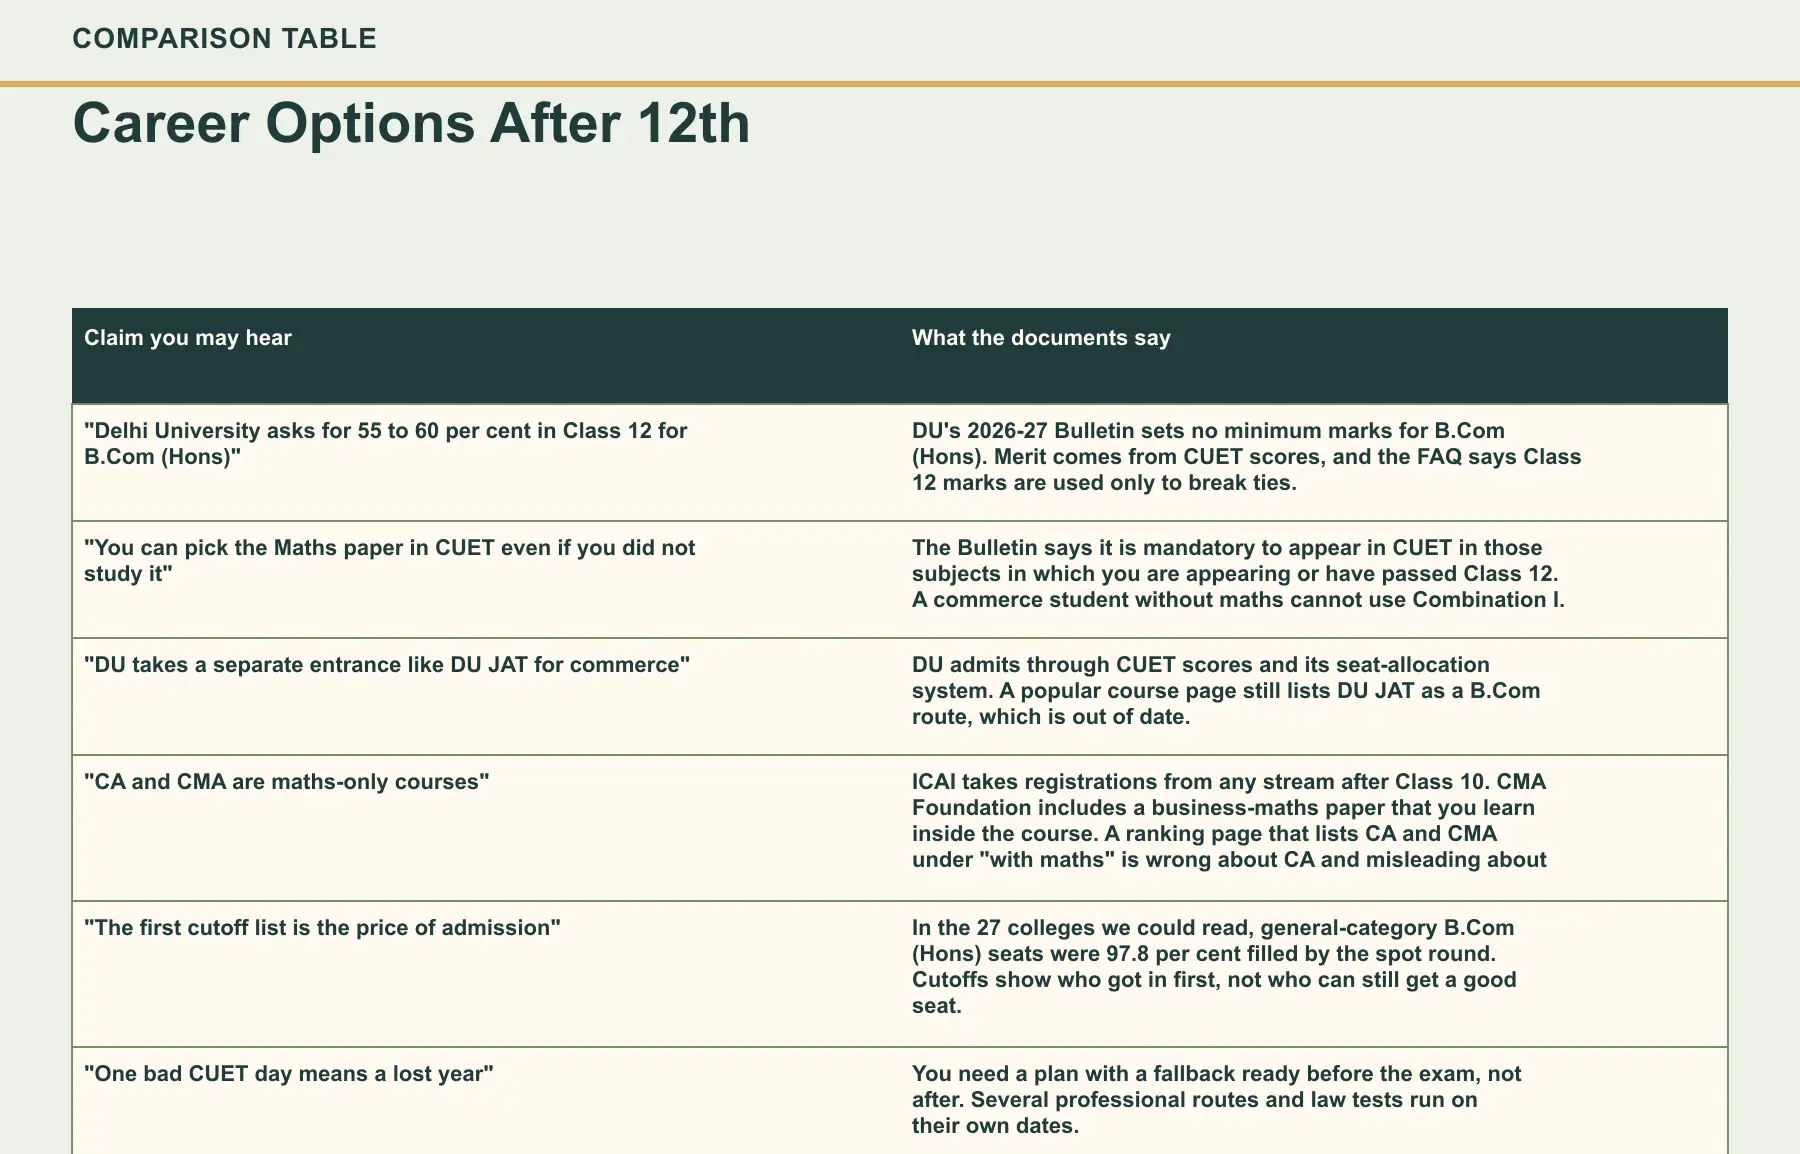 COMPARISON TABLE
Career Options After 12th
Claim you may hear
What the documents say
"Delhi University asks for 55 to 60 per cent in Class 12 for
B.Com (Hons)"
DU's 2026-27 Bulletin sets no minimum marks for B.Com
(Hons). Merit comes from CUET scores, and the FAQ says Class
12 marks are used only to break ties.
"You can pick the Maths paper in CUET even if you did not
study it"
The Bulletin says it is mandatory to appear in CUET in those
subjects in which you are appearing or have passed Class 12.
A commerce student without maths cannot use Combination I.
"DU takes a separate entrance like DU JAT for commerce"
DU admits through CUET scores and its seat-allocation
system. A popular course page still lists DU JAT as a B.Com
route, which is out of date.
"CA and CMA are maths-only courses"
ICAI takes registrations from any stream after Class 10. CMA
Foundation includes a business-maths paper that you learn
inside the course. A ranking page that lists CA and CMA
under "with maths" is wrong about CA and misleading about
"The first cutoff list is the price of admission"
In the 27 colleges we could read, general-category B.Com
(Hons) seats were 97.8 per cent filled by the spot round.
Cutoffs show who got in first, not who can still get a good
seat.
"One bad CUET day means a lost year"
You need a plan with a fallback ready before the exam, not
after. Several professional routes and law tests run on
their own dates.